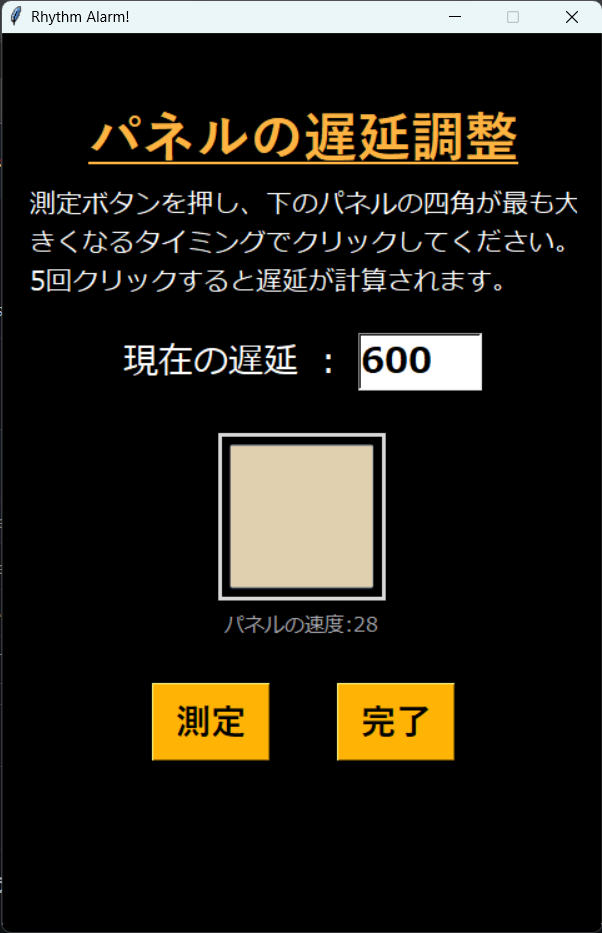 Rhythm Alarm!
パネルの遅延調整
測定ボタンを押し、下のパネルの四角が最も大
きくなるタイミングでクリックしてください。
5回クリックすると遅延が計算されます。
現在の遅延 : 600
パネルの速度:28
測定 完了